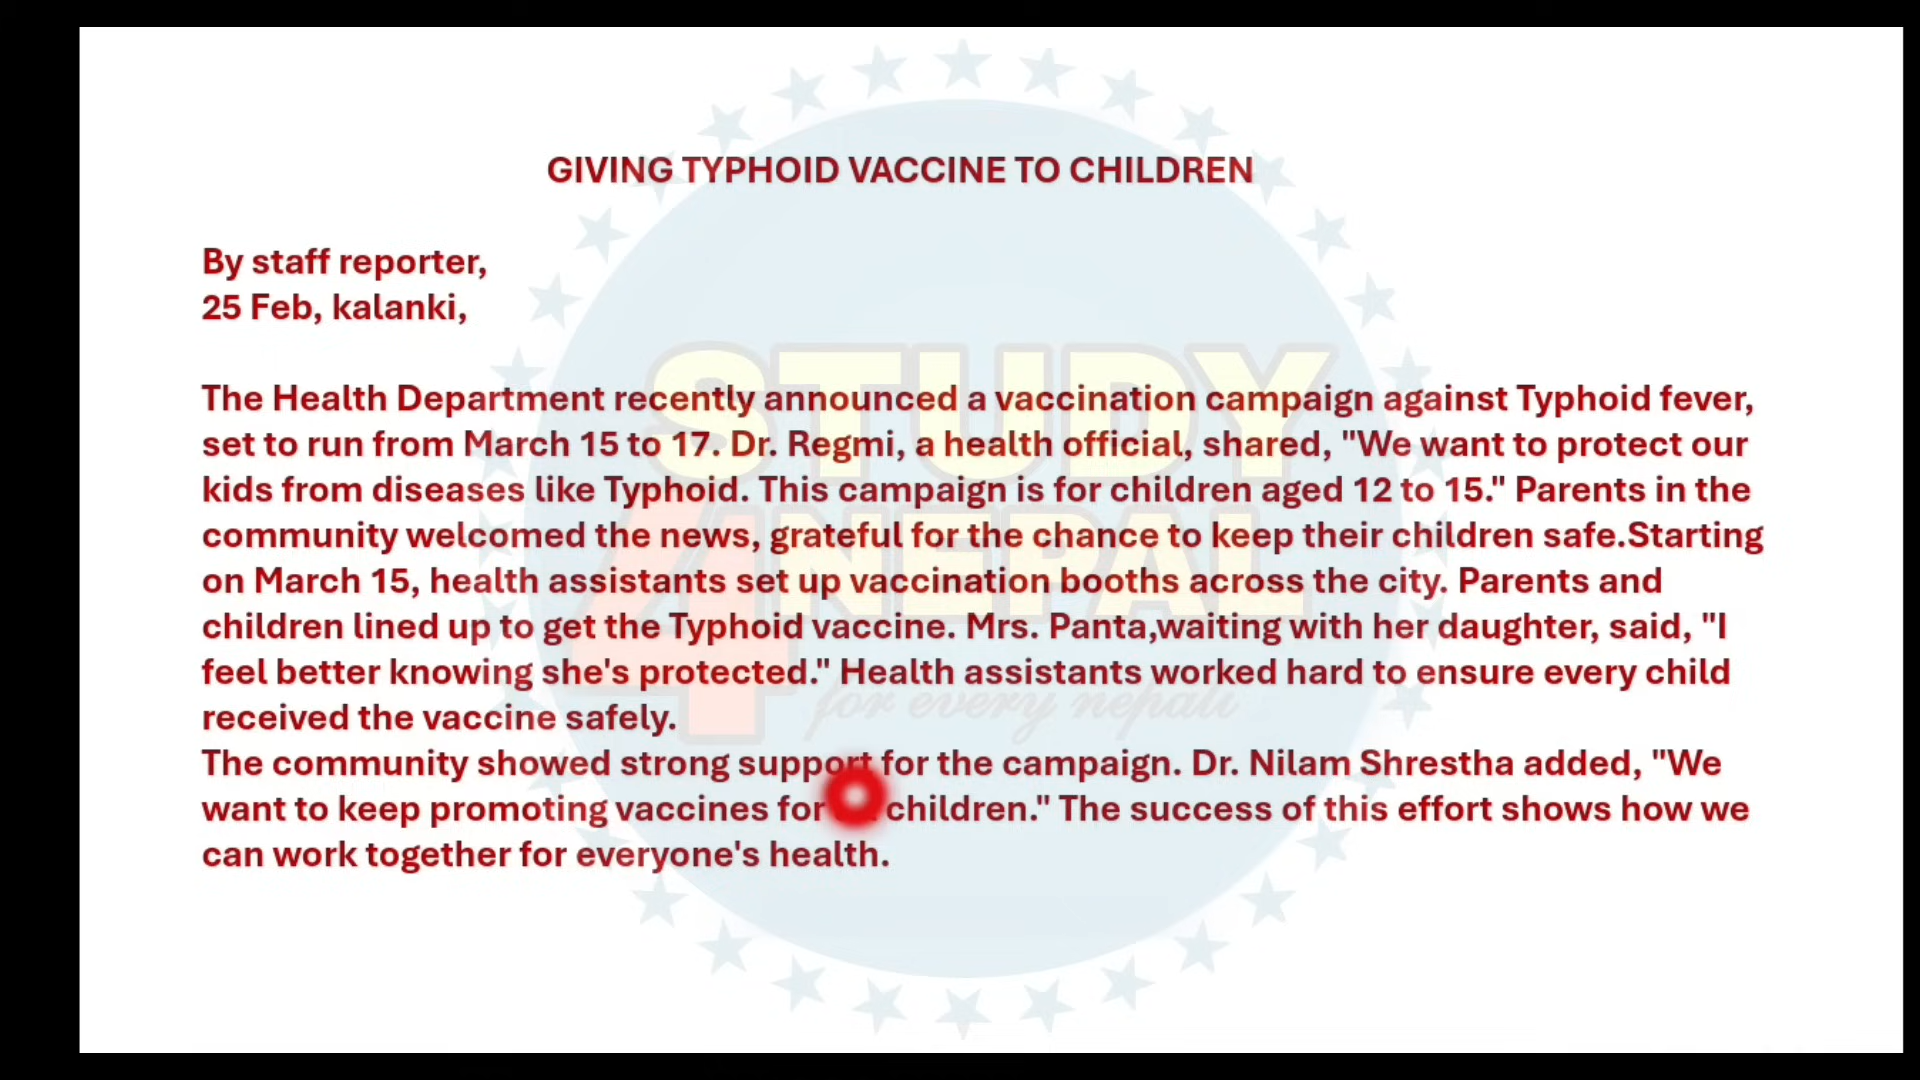 GIVING TYPHOID VACCINE TO CHILDREN
By staff reporter,
25 Feb, kalanki,
The Health Department recently announced a vaccination campaign against Typhoid fever,
set to run from March 15 to 17. Dr. Regmi, a health official, shared, "We want to protect our
kids from diseases like Typhoid. This campaign is for children aged 12 to 15." Parents in the
community welcomed the news, grateful for the chance to keep their children safe.Starting
on March 15, health assistants set up vaccination booths across the city. Parents and
children lined up to get the Typhoid vaccine. Mrs. Panta,waiting with her daughter, said, "I
feel better knowing she's protected." Health assistants worked hard to ensure every child
received the vaccine safely.
The community showed strong support for the campaign. Dr. Nilam Shrestha added, "We
want to keep promoting vaccines for children." The success of this effort shows how we
can work together for everyone's health.
STUDY
4 NEPAL
for every nepali